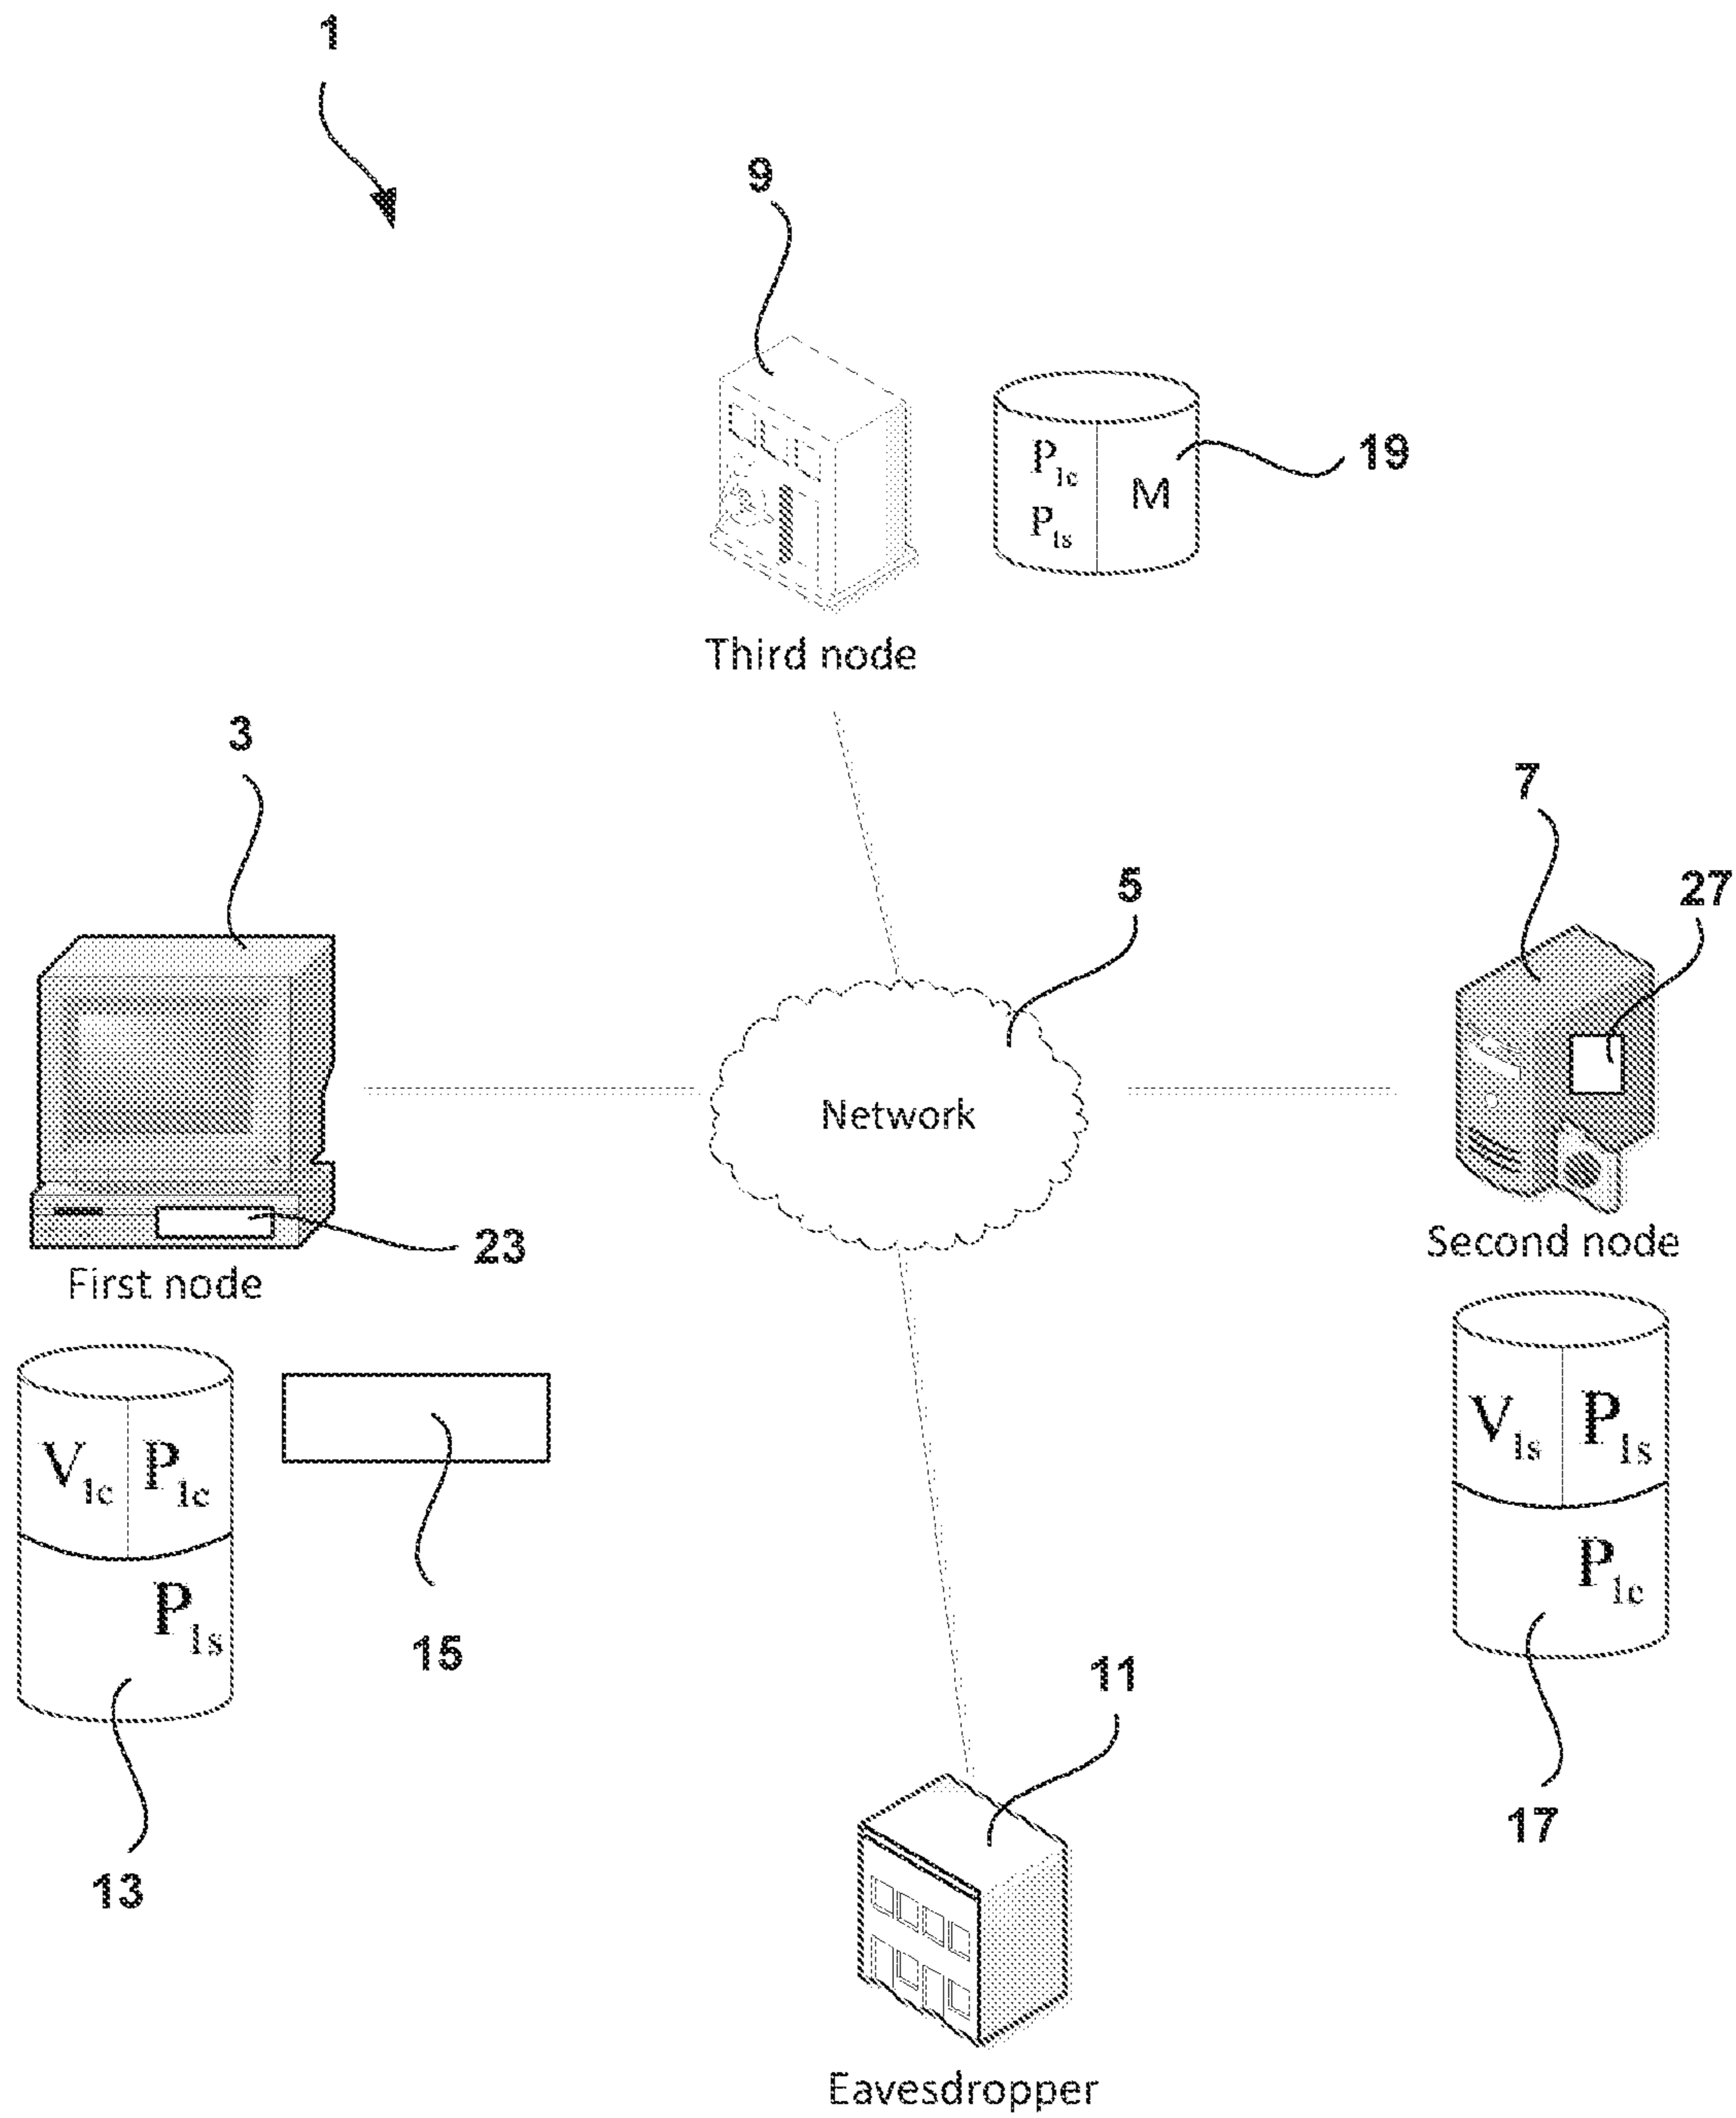 1
9
P1c
M
19
P1s
Third node
3
7
5
27
Network
23
Second node
First node
V1c P1c
V1s P1s
P1c
P1s
15
11
17
13
Eavesdropper